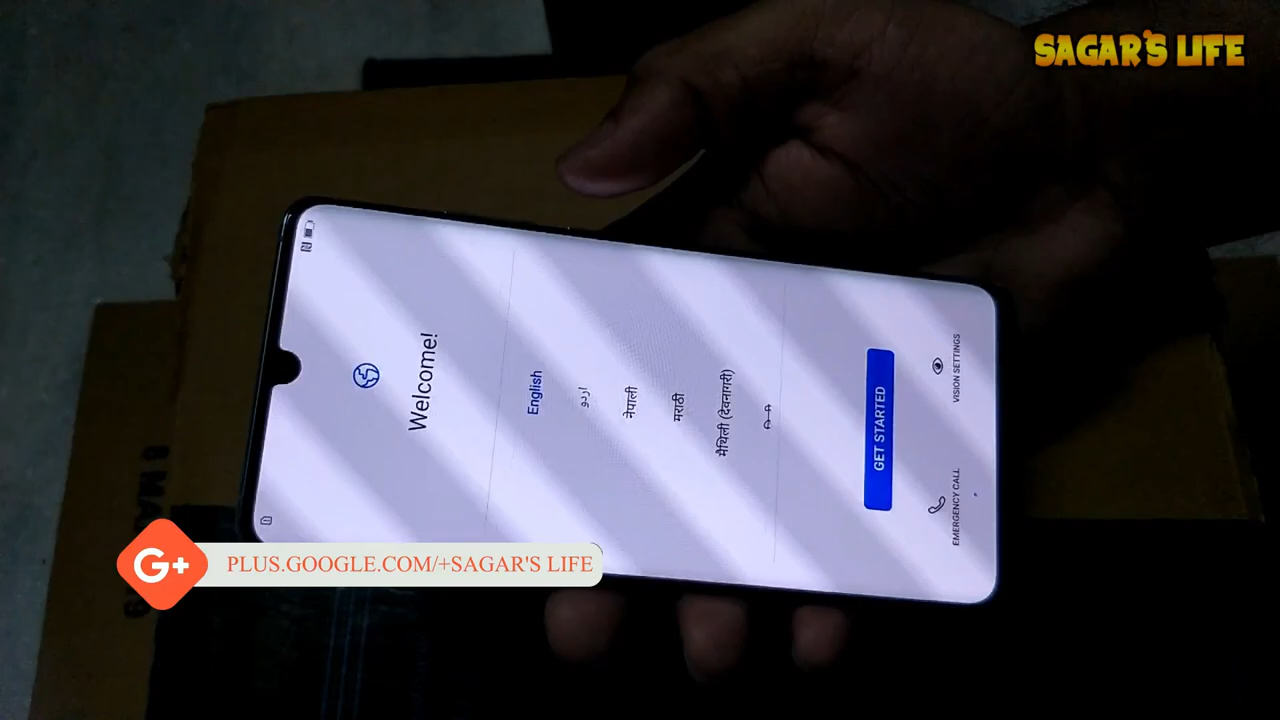 SAGAR'S LIFE
Welcome!
English
اردو
नेपाली
मराठी
मैथिली (देवनागरी)
GET STARTED
EMERGENCY CALL
VISION SETTINGS
G+
PLUS.GOOGLE.COM/+SAGAR'S LIFE